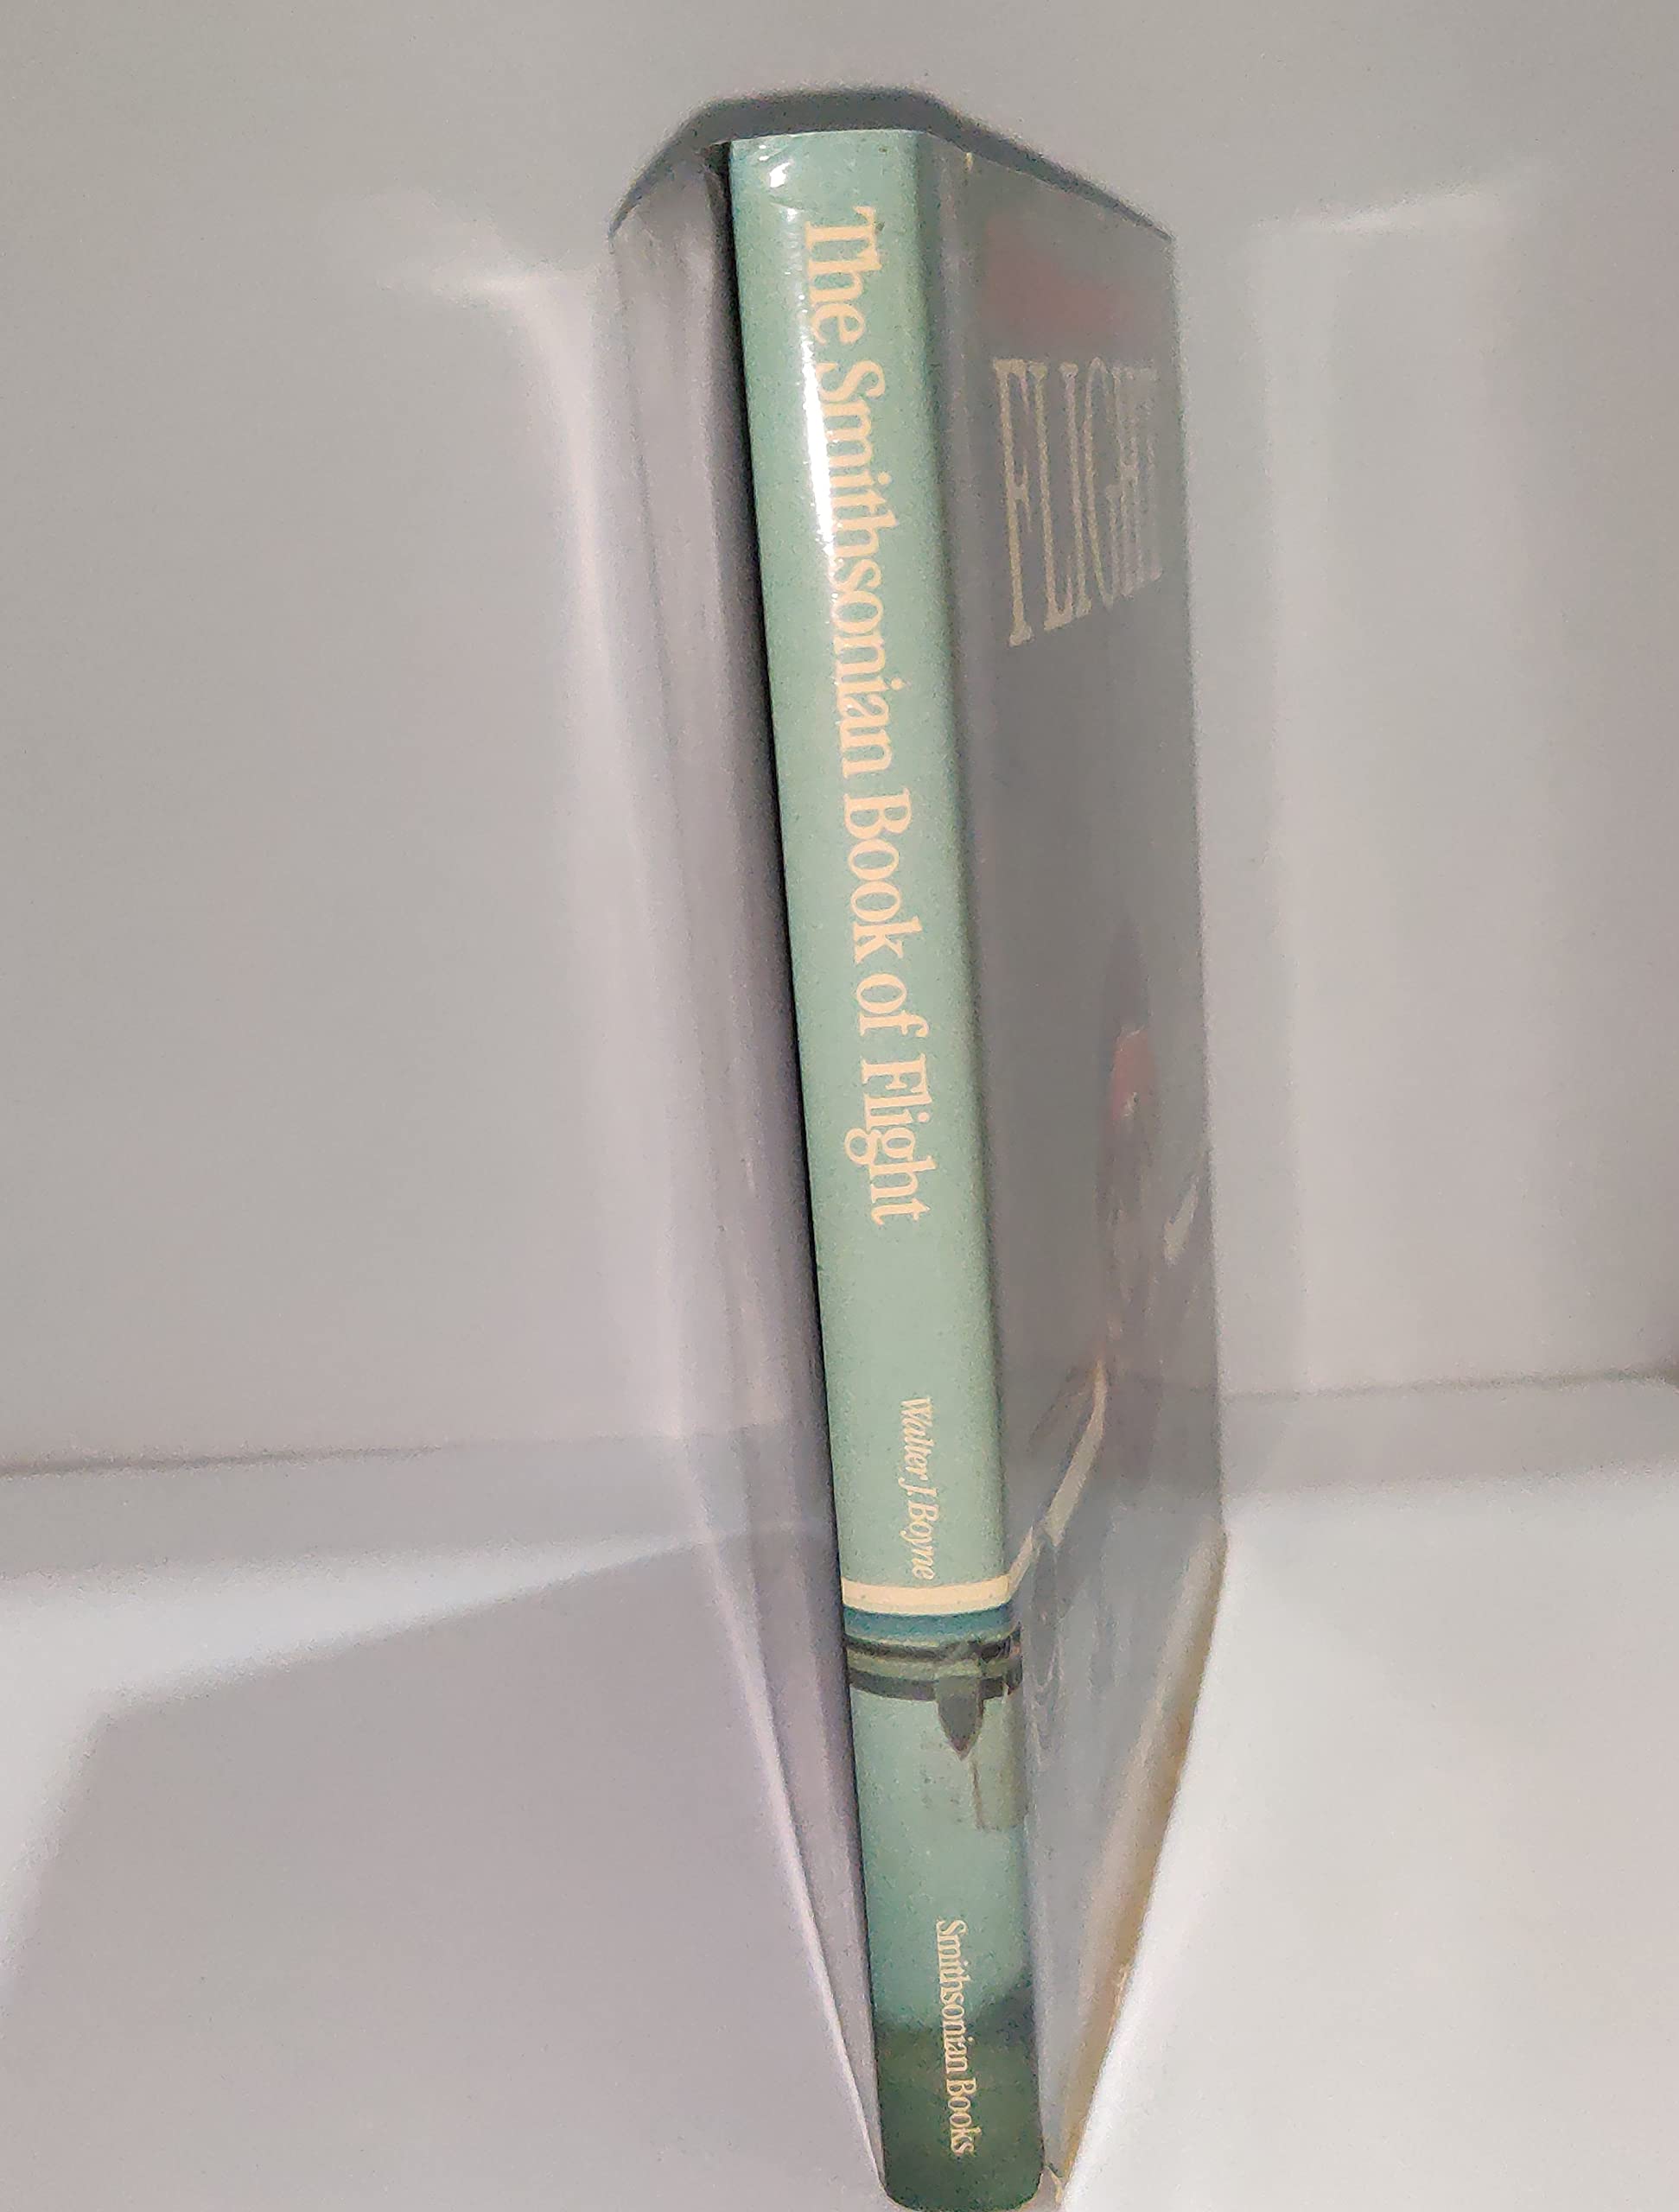 The Smithsonian Book of Flight
Walter J. Boyne
Smithsonian Books
FLIGHT